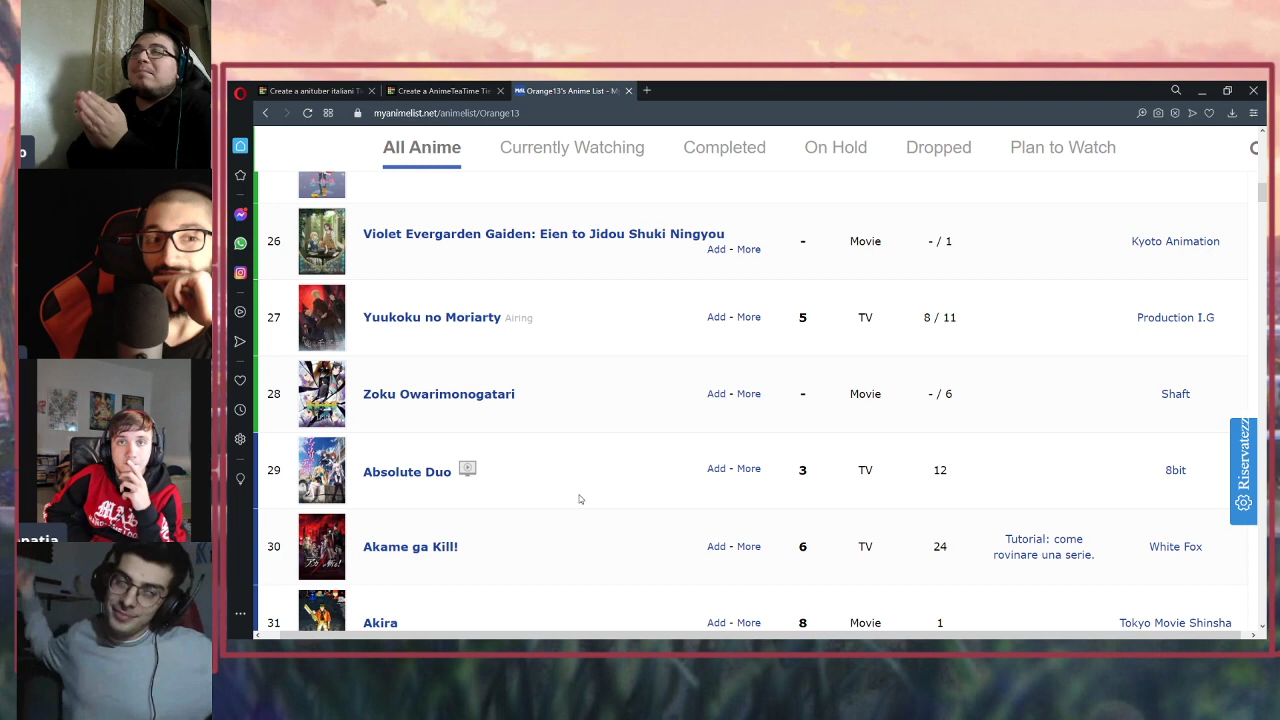 Create a anituber italiani Ti
Create a AnimeTeaTime Tie
MAL Orange13's Anime List - My
myanimelist.net/animelist/Orange13
All Anime
Currently Watching
Completed
On Hold
Dropped
Plan to Watch
26
Violet Evergarden Gaiden: Eien to Jidou Shuki Ningyou
Add - More
-
Movie
- / 1
Kyoto Animation
27
Yuukoku no Moriarty Airing
Add - More
5
TV
8 / 11
Production I.G
28
Zoku Owarimonogatari
Add - More
-
Movie
- / 6
Shaft
29
Absolute Duo
Add - More
3
TV
12
8bit
30
Akame ga Kill!
Add - More
6
TV
24
Tutorial: come
rovinare una serie.
White Fox
31
Akira
Add - More
8
Movie
1
Tokyo Movie Shinsha
Riservatezz
o
patia